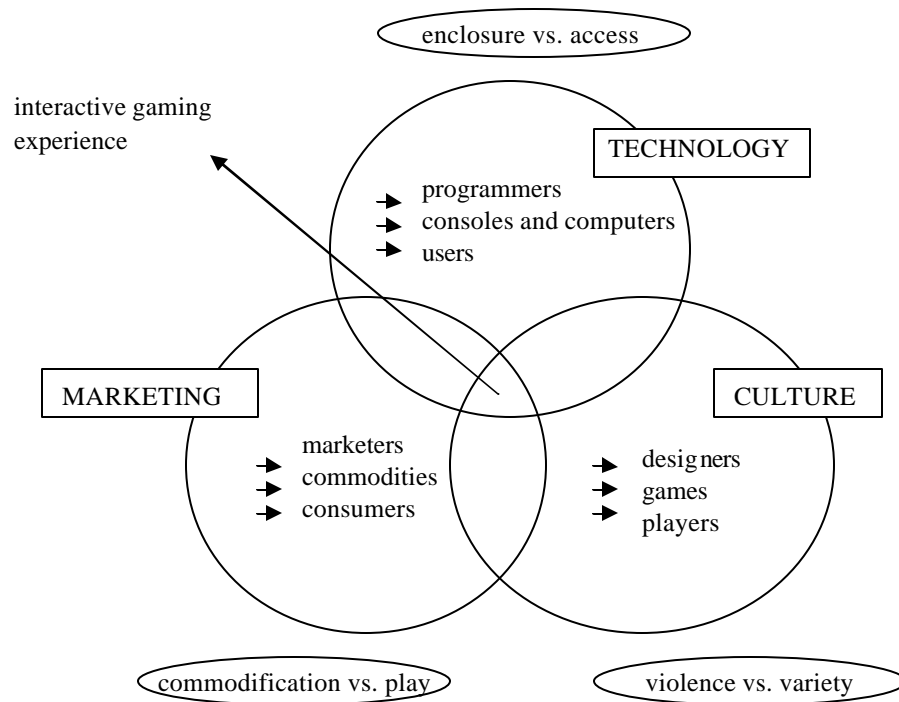 enclosure vs. access
interactive gaming
experience
TECHNOLOGY
programmers
consoles and computers
users
MARKETING
CULTURE
marketers
commodities
consumers
designers
games
players
commodification vs. play
violence vs. variety